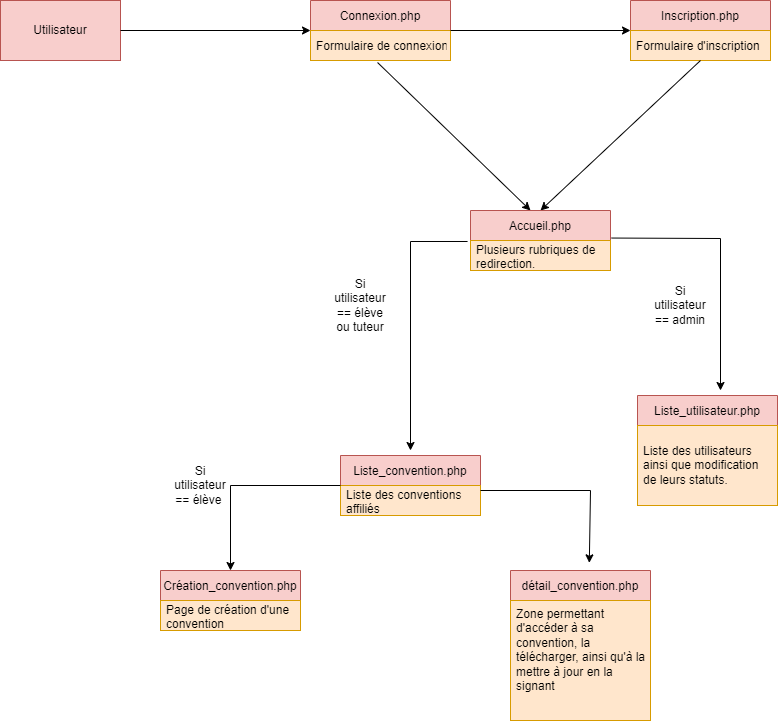 Utilisateur
Connexion.php
Formulaire de connexion
Inscription.php
Formulaire d'inscription
Accueil.php
Plusieurs rubriques de
redirection.
Si
utilisateur
== élève
ou tuteur
Si
utilisateur
== admin
Liste_utilisateur.php
Liste des utilisateurs
ainsi que modification
de leurs statuts.
Liste_convention.php
Liste des conventions
affiliés
Si
utilisateur
== élève
Création_convention.php
Page de création d'une
convention
détail_convention.php
Zone permettant
d'accéder à sa
convention, la
télécharger, ainsi qu'à la
mettre à jour en la
signant